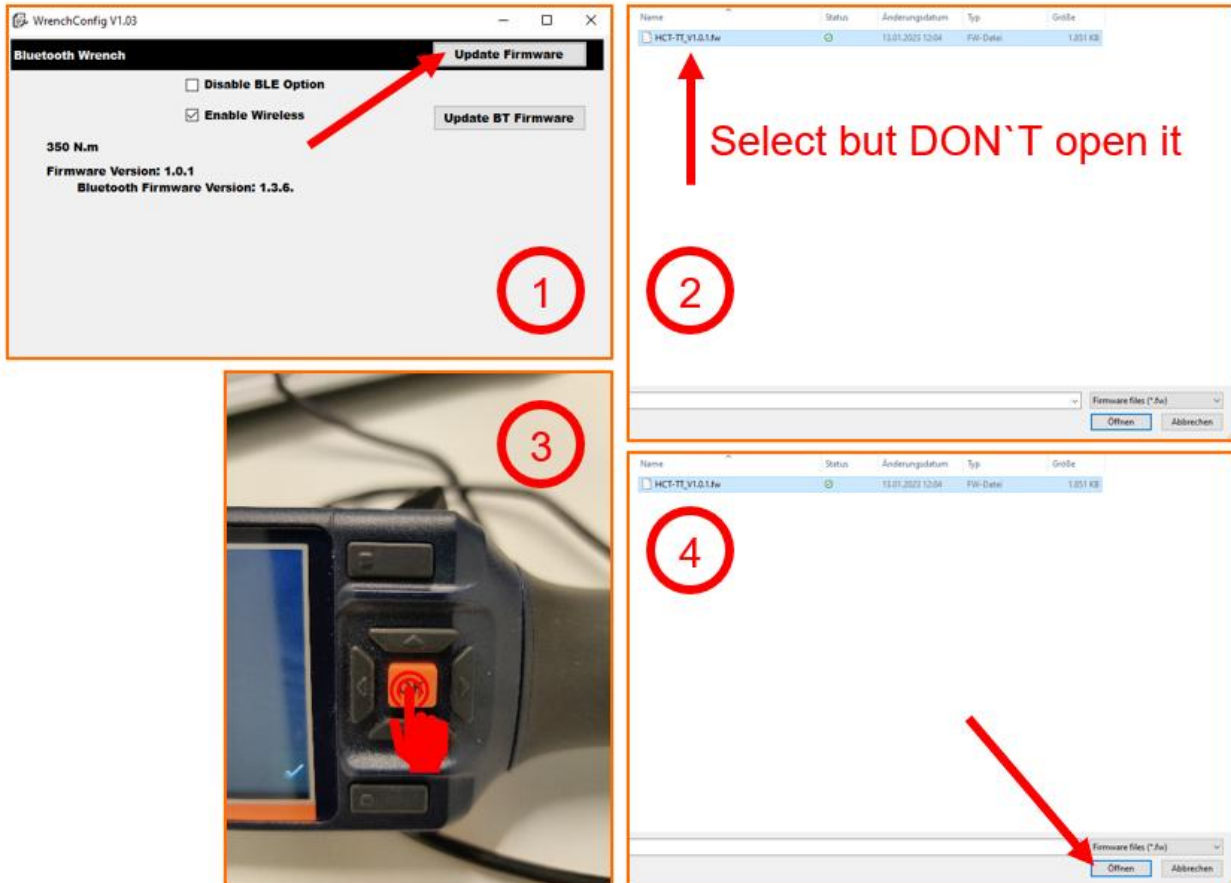 WrenchConfig V1.03
Bluetooth Wrench
Update Firmware
Disable BLE Option
Enable Wireless
Update BT Firmware
350 N.m
Firmware Version: 1.0.1
Bluetooth Firmware Version: 1.3.6.
1
Name Status Änderungsdatum Typ Größe
HCT-TT_V1.0.1.fw 13.01.2023 12:04 FW-Datei 1.851 KB
Select but DON`T open it
2
Firmware files (*.fw)
Öffnen Abbrechen
3
Name Status Änderungsdatum Typ Größe
HCT-TT_V1.0.1.fw 13.01.2023 12:04 FW-Datei 1.851 KB
4
Firmware files (*.fw)
Öffnen Abbrechen